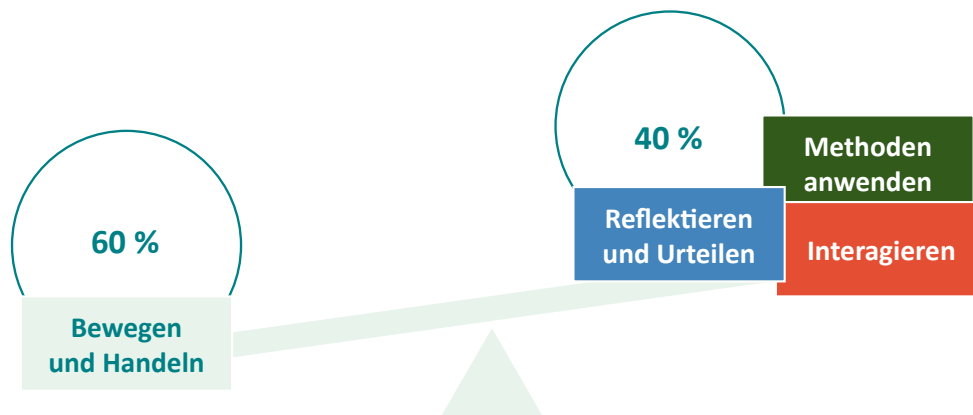 60 %
Bewegen
und Handeln
40 %
Reflektieren
und Urteilen
Methoden
anwenden
Interagieren